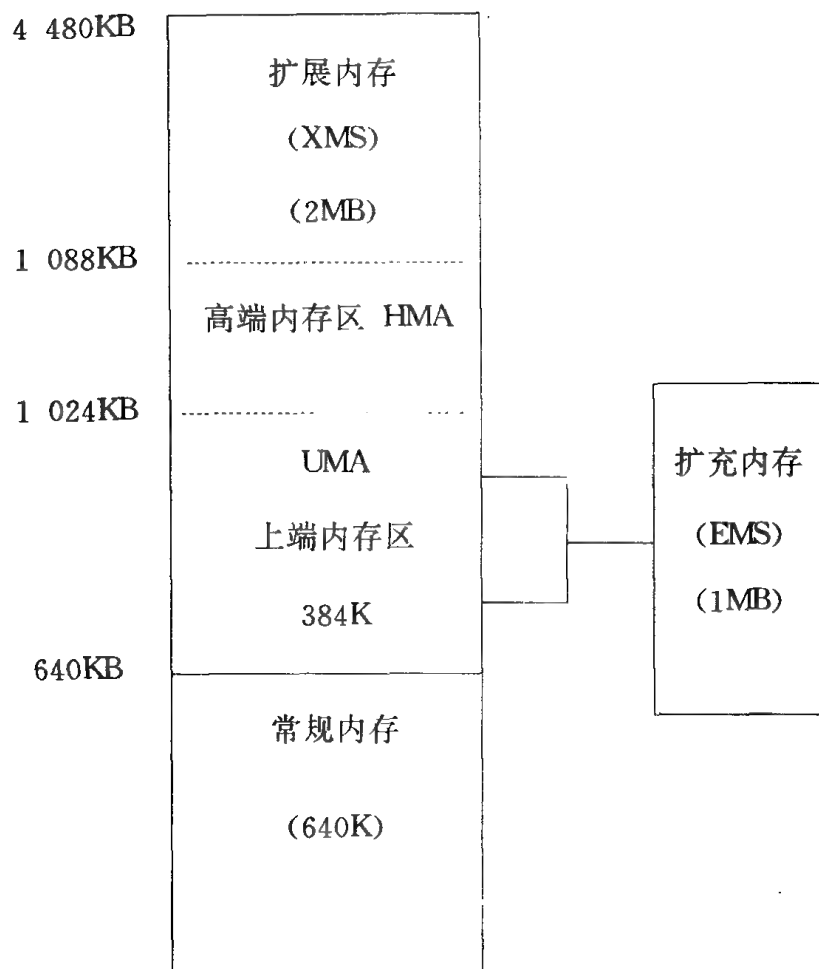 4 480KB
扩展内存
(XMS)
(2MB)
1 088KB
高端内存区 HMA
1 024KB
UMA
上端内存区
384K
640KB
常规内存
(640K)
扩充内存
(EMS)
(1MB)